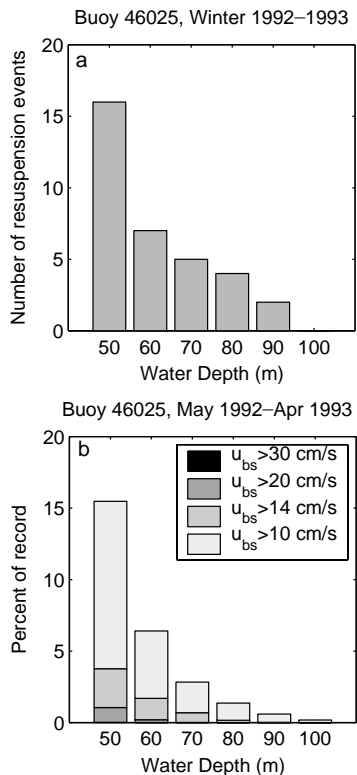 Buoy 46025, Winter 1992–1993
a
Number of resuspension events
20
15
10
5
0
50 60 70 80 90 100
Water Depth (m)
Buoy 46025, May 1992–Apr 1993
b
Percent of record
20
15
10
5
0
u_bs>30 cm/s
u_bs>20 cm/s
u_bs>14 cm/s
u_bs>10 cm/s
50 60 70 80 90 100
Water Depth (m)